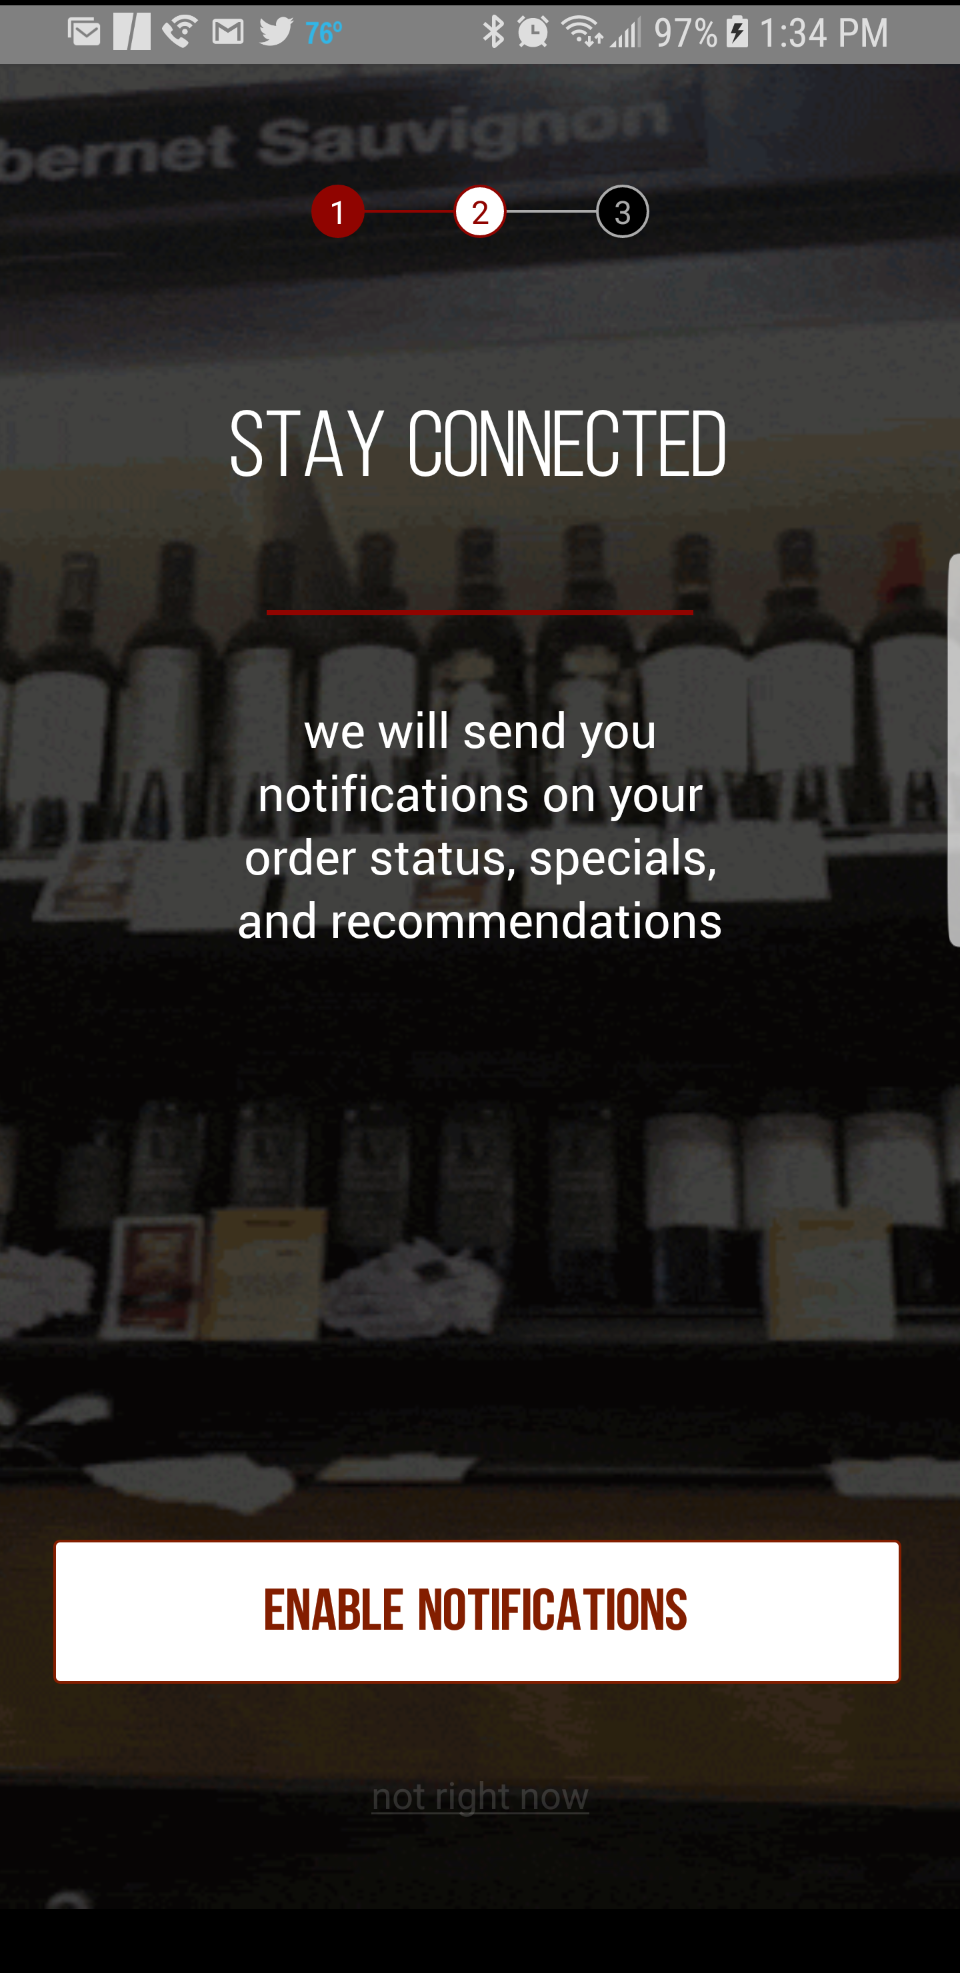 76° 97% 1:34 PM
bernet Sauvignon
1 2 3
STAY CONNECTED
we will send you
notifications on your
order status, specials,
and recommendations
ENABLE NOTIFICATIONS
not right now